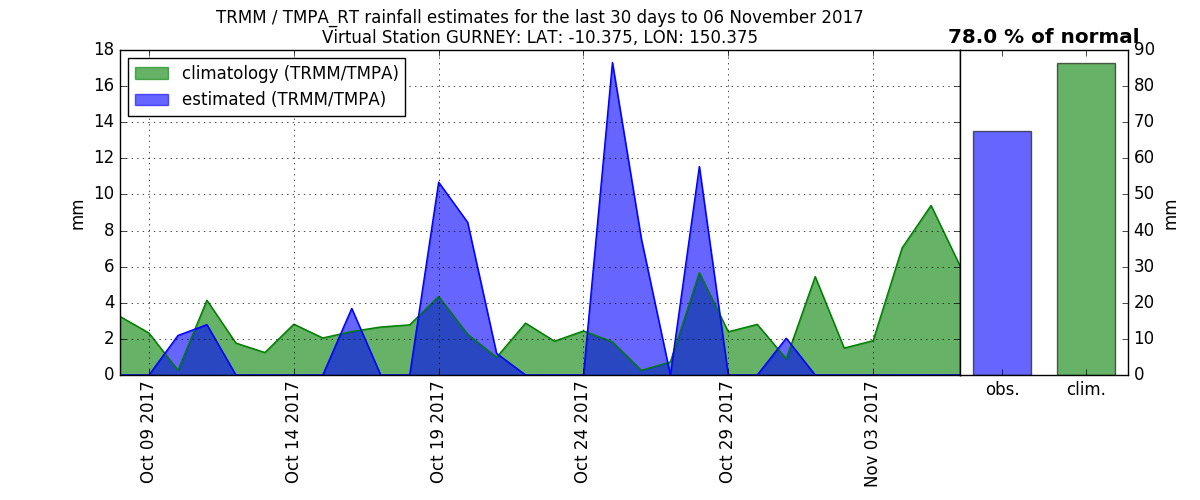 TRMM / TMPA_RT rainfall estimates for the last 30 days to 06 November 2017
Virtual Station GURNEY: LAT: -10.375, LON: 150.375
78.0 % of normal
climatology (TRMM/TMPA)
estimated (TRMM/TMPA)
18
16
14
12
10
8
6
4
2
0
mm
Oct 09 2017
Oct 14 2017
Oct 19 2017
Oct 24 2017
Oct 29 2017
Nov 03 2017
obs.
clim.
90
80
70
60
50
40
30
20
10
0
mm